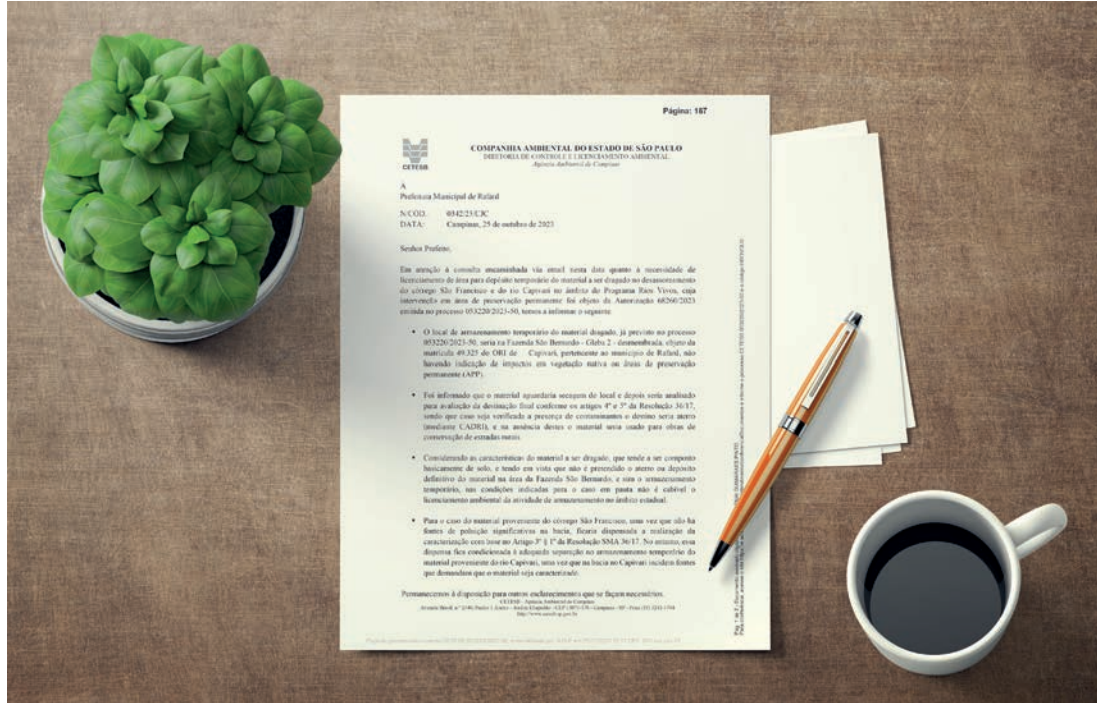 Página: 187
CETESB
COMPANHIA AMBIENTAL DO ESTADO DE SÃO PAULO
DIRETORIA DE CONTROLE E LICENCIAMENTO AMBIENTAL
Agência Ambiental de Campinas
À
Prefeitura Municipal de Rafard
N/CÓD.: 0342/23/CJC
DATA: Campinas, 25 de outubro de 2023
Senhor Prefeito,
Em atenção à consulta encaminhada via email nesta data quanto à necessidade de
licenciamento de área para depósito temporário do material a ser dragado no desassoreamento
do córrego São Francisco e do rio Capivari no âmbito do Programa Rios Vivos, cuja
intervenção em área de preservação permanente foi objeto da Autorização 68260/2023
emitida no processo 053220/2023-50, temos a informar o seguinte:
• O local de armazenamento temporário do material dragado, já previsto no processo
053220/2023-50, seria na Fazenda São Bernardo - Gleba 2 - desmembrada, objeto da
matrícula 49.325 do ORI de Capivari, pertencente ao município de Rafard, não
havendo indicação de impactos em vegetação nativa ou áreas de preservação
permanente (APP).
• Foi informado que o material aguardaria secagem do local e depois seria analisado
para avaliação da destinação final conforme os artigos 4º e 5º da Resolução 36/17,
sendo que caso seja verificada a presença de contaminantes o destino seria aterro
(mediante CADRI), e na ausência destes o material seria usado para obras de
conservação de estradas rurais.
• Considerando as características do material a ser dragado, que tende a ser composto
basicamente de solo, e tendo em vista que não é pretendido o aterro ou depósito
definitivo do material na área da Fazenda São Bernardo, e sim o armazenamento
temporário, nas condições indicadas para o caso em pauta não é cabível o
licenciamento ambiental da atividade de armazenamento no âmbito estadual.
• Para o caso do material proveniente do córrego São Francisco, uma vez que não há
fontes de poluição significativas na bacia, ficaria dispensada a realização da
caracterização com base no Artigo 3º § 1º da Resolução SMA 36/17. No entanto, essa
dispensa fica condicionada à adequada separação no armazenamento temporário do
material proveniente do rio Capivari, uma vez que na bacia no Capivari incidem fontes
que demandam que o material seja caracterizado.
Permanecemos à disposição para outros esclarecimentos que se façam necessários.
CETESB - Agência Ambiental de Campinas